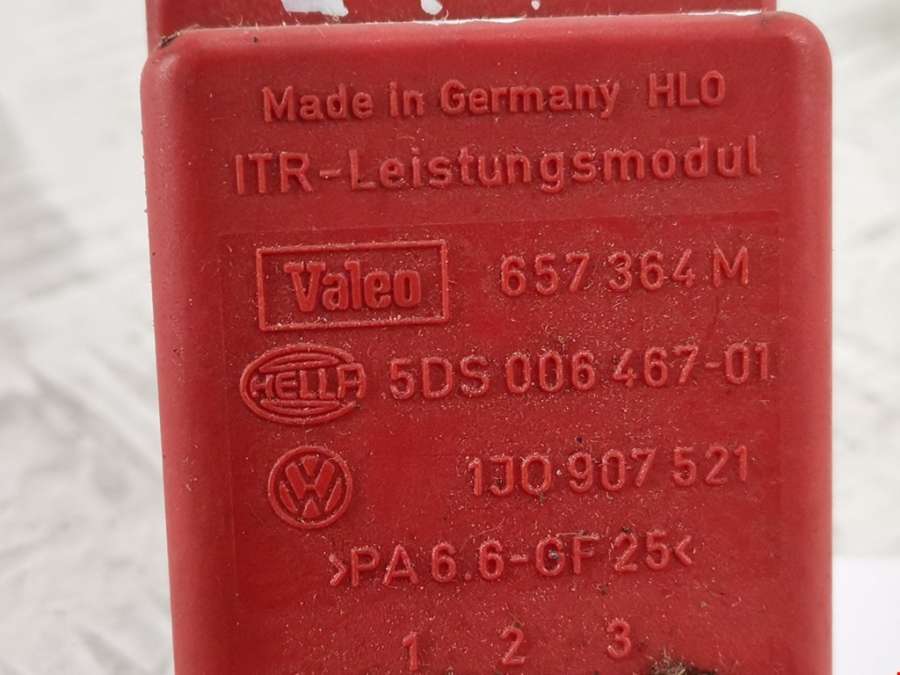 Made in Germany HLO
ITR-Leistungsmodul
Valeo 657 364 M
HELLA 5DS 006 467-01
VW 1J0 907 521
>PA 6.6-GF 25<
1 2 3